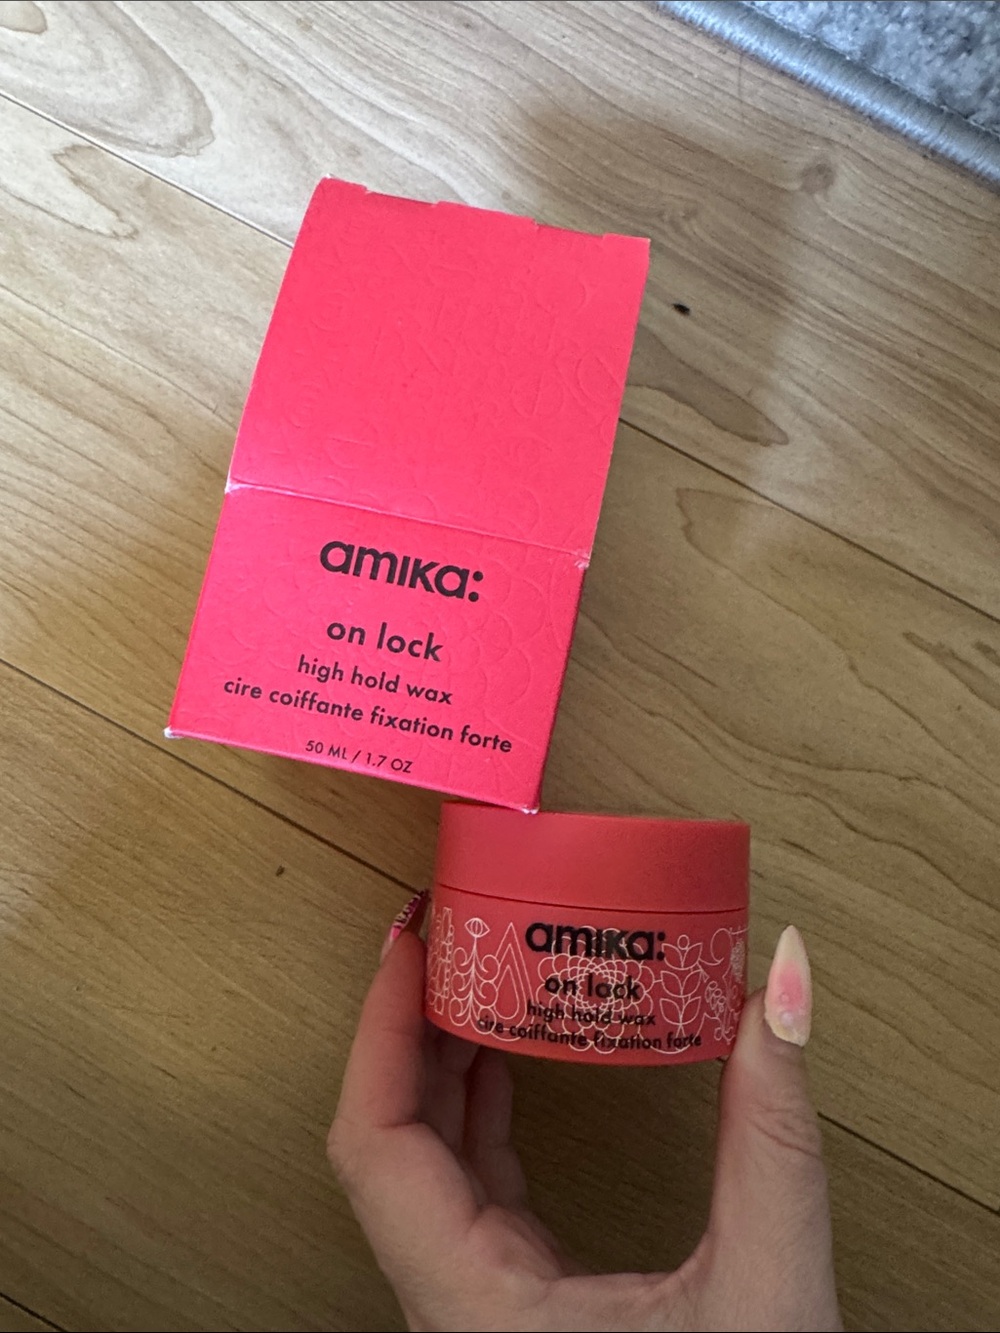 amika:
on lock
high hold wax
cire coiffante fixation forte
50 ML / 1.7 OZ
amika:
on lock
high hold wax
cire coiffante fixation forte